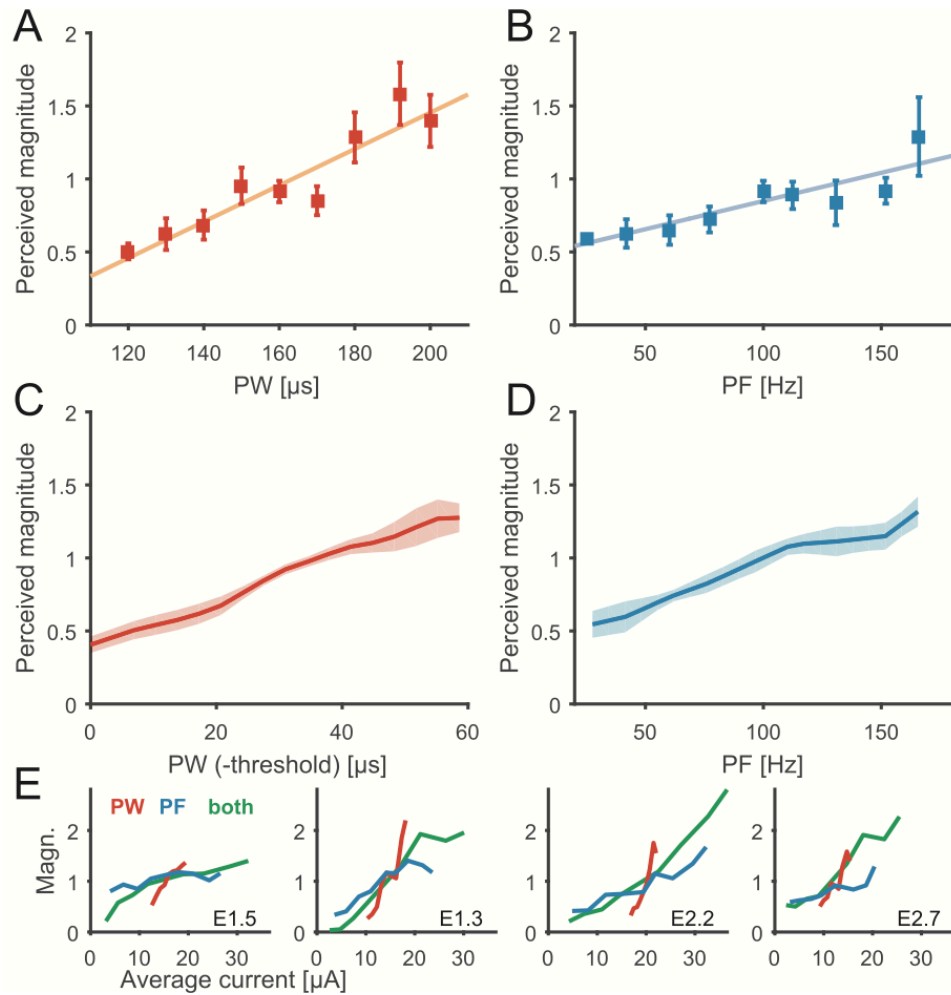 A
B
2
1.5
1
0.5
0
Perceived magnitude
120 140 160 180 200
PW [µs]
2
1.5
1
0.5
0
Perceived magnitude
50 100 150
PF [Hz]
C
D
2
1.5
1
0.5
0
Perceived magnitude
0 20 40 60
PW (-threshold) [µs]
2
1.5
1
0.5
0
Perceived magnitude
50 100 150
PF [Hz]
E
PW PF both
Magn.
2
1
0
E1.5
0 10 20 30
2
1
0
E1.3
0 10 20 30
2
1
0
E2.2
0 10 20 30
2
1
0
E2.7
0 10 20 30
Average current [µA]